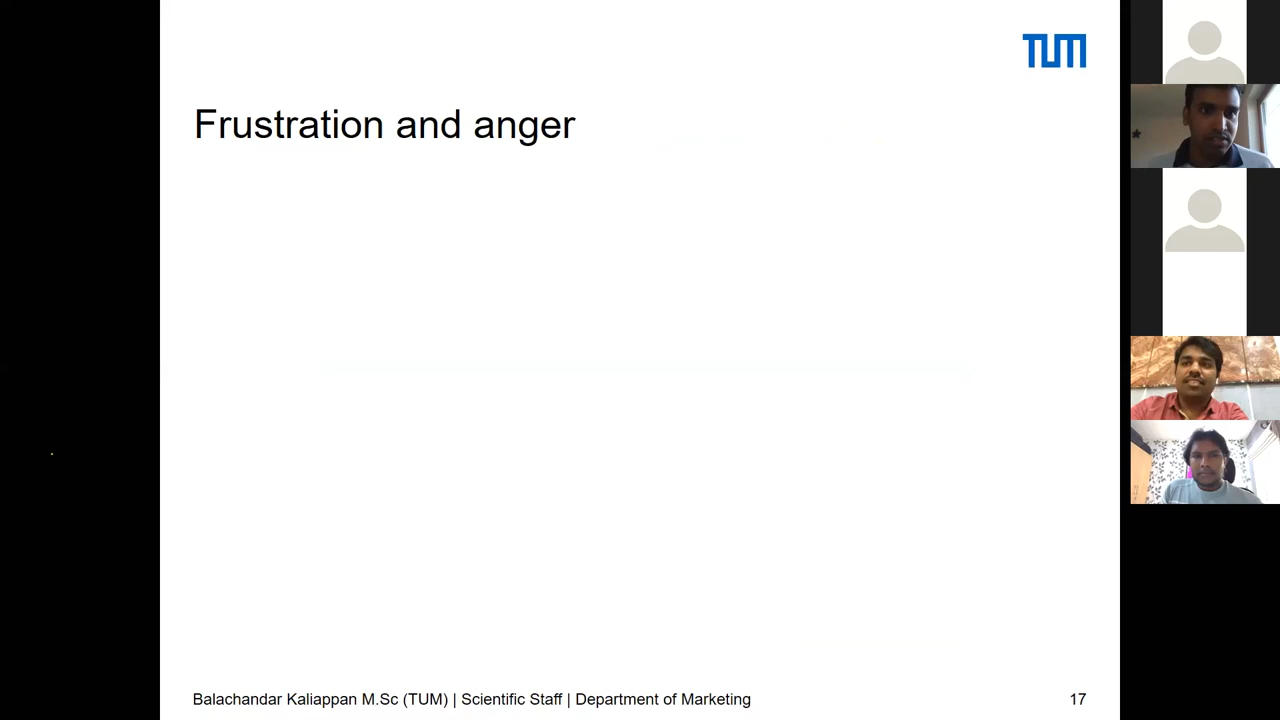 TUM
Frustration and anger
Balachandar Kaliappan M.Sc (TUM) | Scientific Staff | Department of Marketing
17